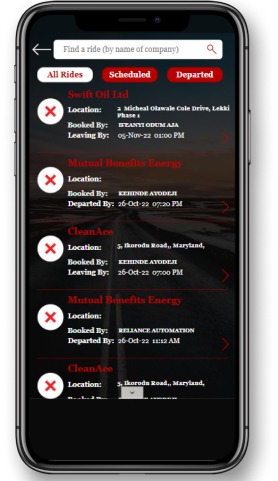 Find a ride (by name of company)
All Rides Scheduled Departed
Swift Oil Ltd
Location: 2 Micheal Olawale Cole Drive, Lekki
Phase 1
Booked By: IFEANYI ODUM AJA
Leaving By: 05-Nov-22 01:00 PM
Mutual Benefits Energy
Location:
Booked By: KEHINDE AYODEJI
Departed By: 26-Oct-22 07:20 PM
CleanAce
Location: 5, Ikorodu Road,, Maryland,
Booked By: KEHINDE AYODEJI
Leaving By: 26-Oct-22 07:00 PM
Mutual Benefits Energy
Location:
Booked By: RELIANCE AUTOMATION
Departed By: 26-Oct-22 11:12 AM
CleanAce
Location: 5, Ikorodu Road,, Maryland,